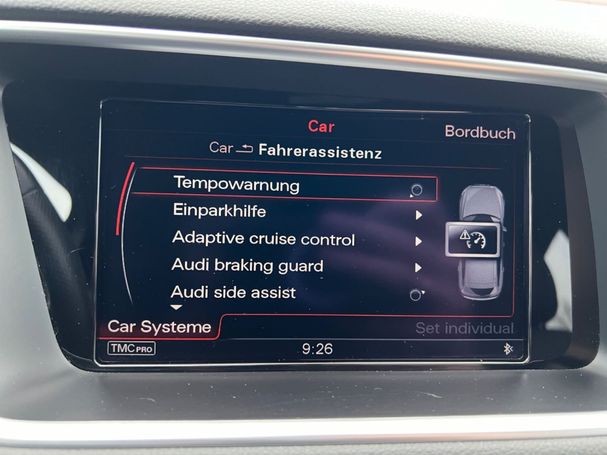 Car
Bordbuch
Car Fahrerassistenz
Tempowarnung
Einparkhilfe
Adaptive cruise control
Audi braking guard
Audi side assist
Car Systeme
Set individual
TMC PRO
9:26